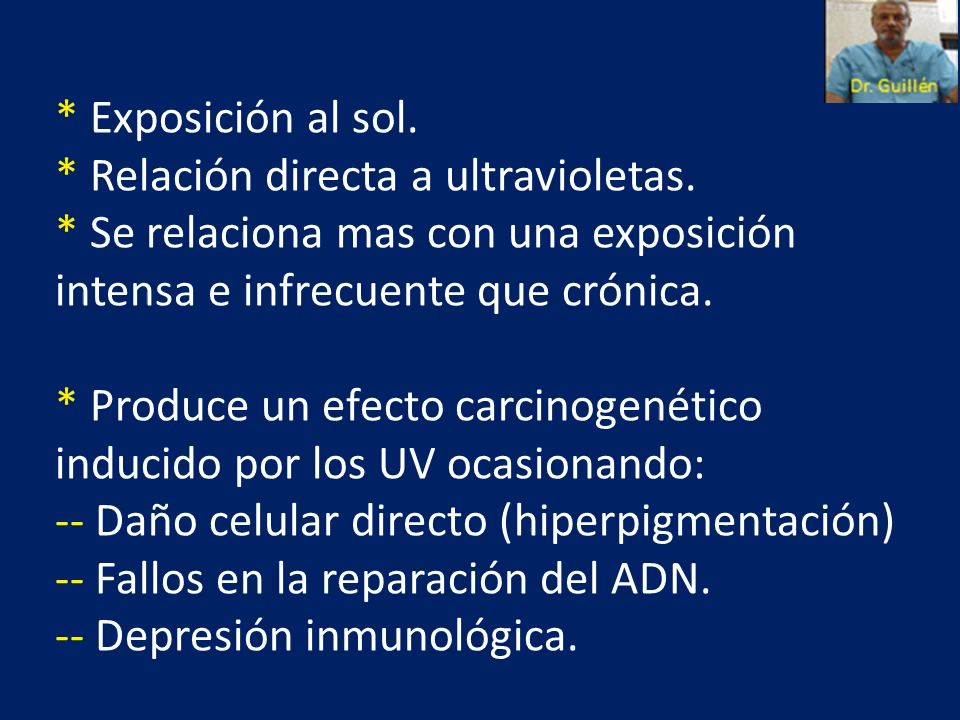 Dr. Guillén
* Exposición al sol.
* Relación directa a ultravioletas.
* Se relaciona mas con una exposición
intensa e infrecuente que crónica.
* Produce un efecto carcinogenético
inducido por los UV ocasionando:
-- Daño celular directo (hiperpigmentación)
-- Fallos en la reparación del ADN.
-- Depresión inmunológica.